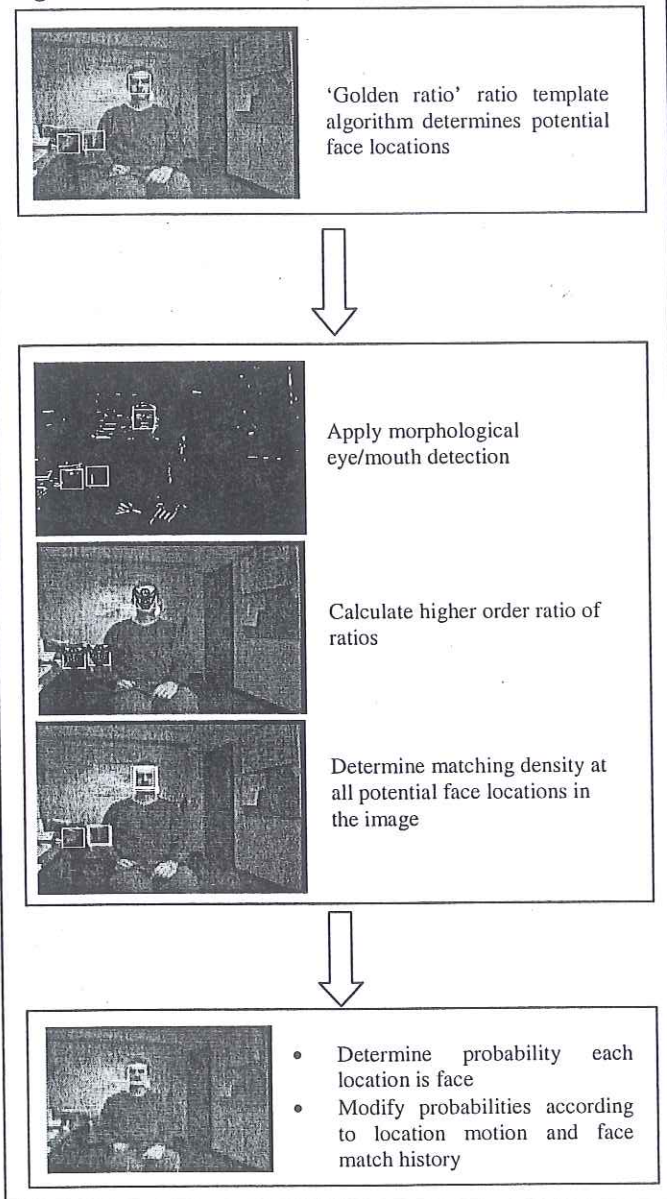 ‘Golden ratio’ ratio template
algorithm determines potential
face locations
Apply morphological
eye/mouth detection
Calculate higher order ratio of
ratios
Determine matching density at
all potential face locations in
the image
• Determine probability each
location is face
• Modify probabilities according
to location motion and face
match history